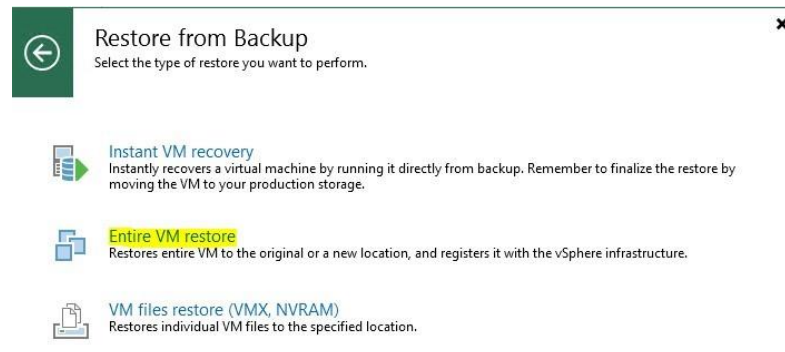 Restore from Backup
Select the type of restore you want to perform.
Instant VM recovery
Instantly recovers a virtual machine by running it directly from backup. Remember to finalize the restore by
moving the VM to your production storage.
Entire VM restore
Restores entire VM to the original or a new location, and registers it with the vSphere infrastructure.
VM files restore (VMX, NVRAM)
Restores individual VM files to the specified location.